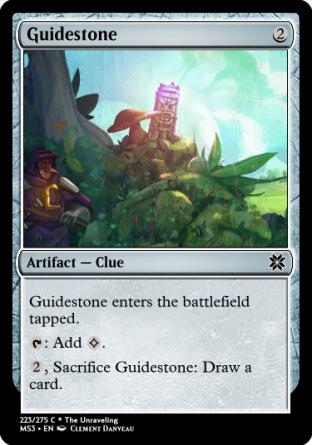 Guidestone 2
Artifact — Clue
Guidestone enters the battlefield
tapped.
: Add .
2, Sacrifice Guidestone: Draw a
card.
223/275 C * The Unraveling
MS3 • EN Clement Danveau